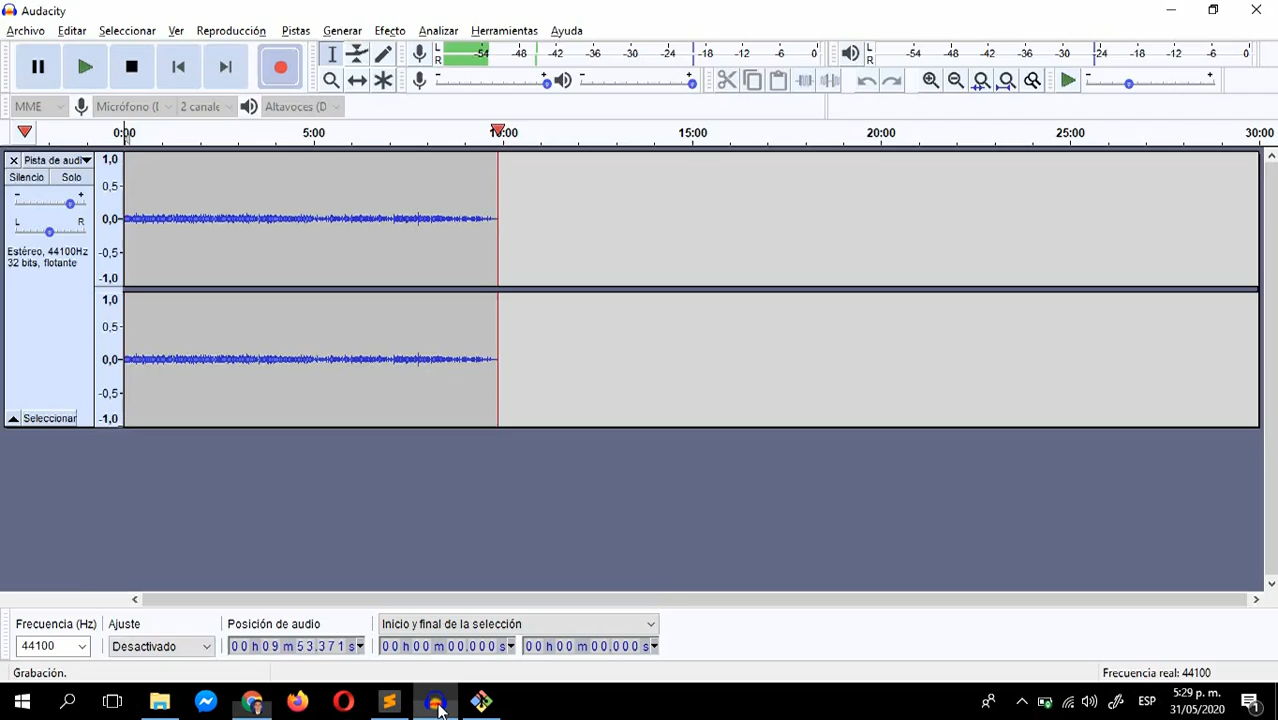 Audacity
Archivo Editar Seleccionar Ver Reproducción Pistas Generar Efecto Analizar Herramientas Ayuda
L R -54 -48 -42 -36 -30 -24 -18 -12 -6 0 L R -54 -48 -42 -36 -30 -24 -18 -12 -6 0
- + - + - +
MME Micrófono (I 2 canale Altavoces (D
0:00 5:00 10:00 15:00 20:00 25:00 30:00
Pista de audi 1,0
Silencio Solo 0,5
- + 0,0
L R -0,5
Estéreo, 44100Hz -1,0
32 bits, flotante
1,0
0,5
0,0
-0,5
Seleccionar -1,0
Frecuencia (Hz) Ajuste Posición de audio Inicio y final de la selección
44100 Desactivado 00 h 09 m 53.371 s 00 h 00 m 00.000 s 00 h 00 m 00.000 s
Grabación. Frecuencia real: 44100
ESP 5:29 p. m.
31/05/2020 1